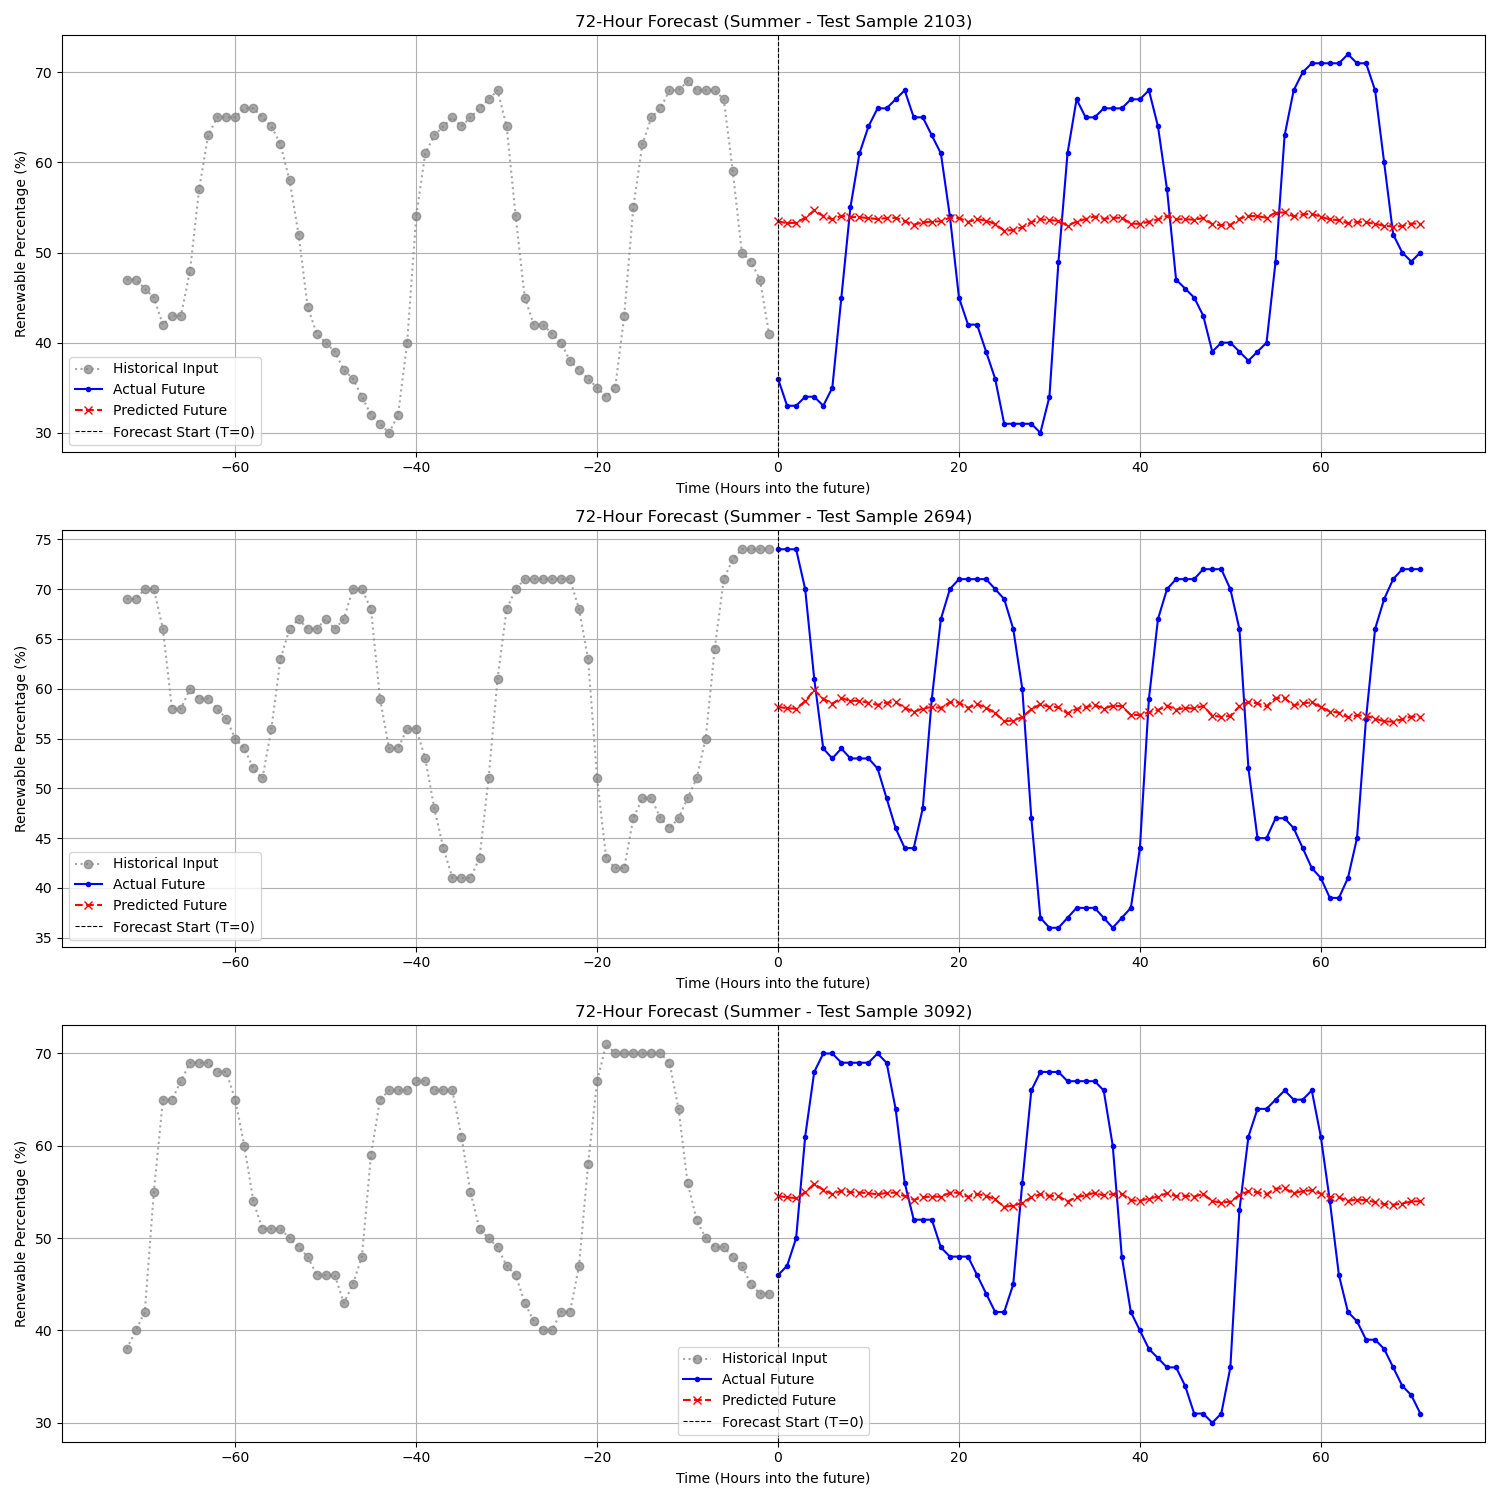 72-Hour Forecast (Summer - Test Sample 2103)
Renewable Percentage (%)
70
60
50
40
30
Historical Input
Actual Future
Predicted Future
Forecast Start (T=0)
−60 −40 −20 0 20 40 60
Time (Hours into the future)
72-Hour Forecast (Summer - Test Sample 2694)
Renewable Percentage (%)
75
70
65
60
55
50
45
40
35
Historical Input
Actual Future
Predicted Future
Forecast Start (T=0)
−60 −40 −20 0 20 40 60
Time (Hours into the future)
72-Hour Forecast (Summer - Test Sample 3092)
Renewable Percentage (%)
70
60
50
40
30
Historical Input
Actual Future
Predicted Future
Forecast Start (T=0)
−60 −40 −20 0 20 40 60
Time (Hours into the future)